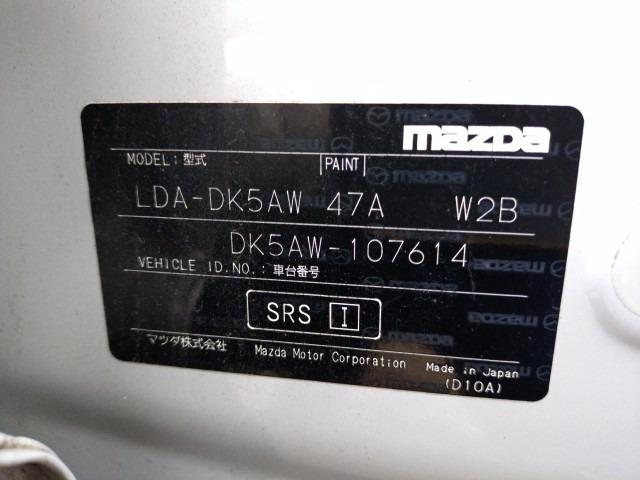 mazda
MODEL:型式 PAINT
LDA-DK5AW 47A W2B
DK5AW-107614
VEHICLE ID.NO.:車台番号
SRS I
マツダ株式会社 Mazda Motor Corporation Made in Japan
(D10A)